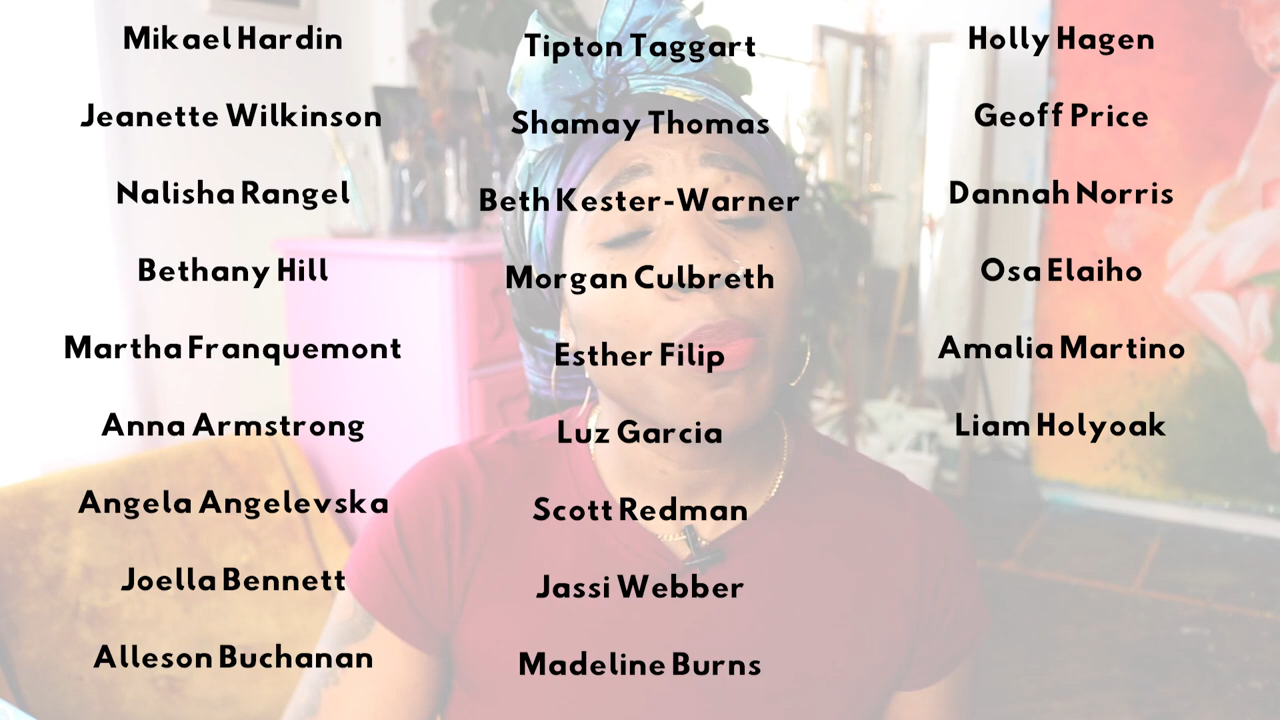 Mikael Hardin
Jeanette Wilkinson
Nalisha Rangel
Bethany Hill
Martha Franquemont
Anna Armstrong
Angela Angelevska
Joella Bennett
Alleson Buchanan
Tipton Taggart
Shamay Thomas
Beth Kester-Warner
Morgan Culbreth
Esther Filip
Luz Garcia
Scott Redman
Jassi Webber
Madeline Burns
Holly Hagen
Geoff Price
Dannah Norris
Osa Elaiho
Amalia Martino
Liam Holyoak